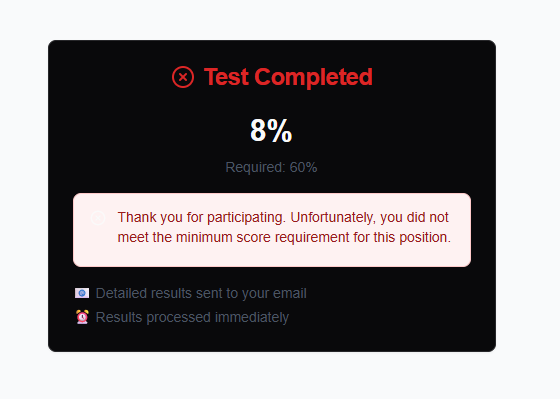 Test Completed
8%
Required: 60%
Thank you for participating. Unfortunately, you did not
meet the minimum score requirement for this position.
Detailed results sent to your email
Results processed immediately